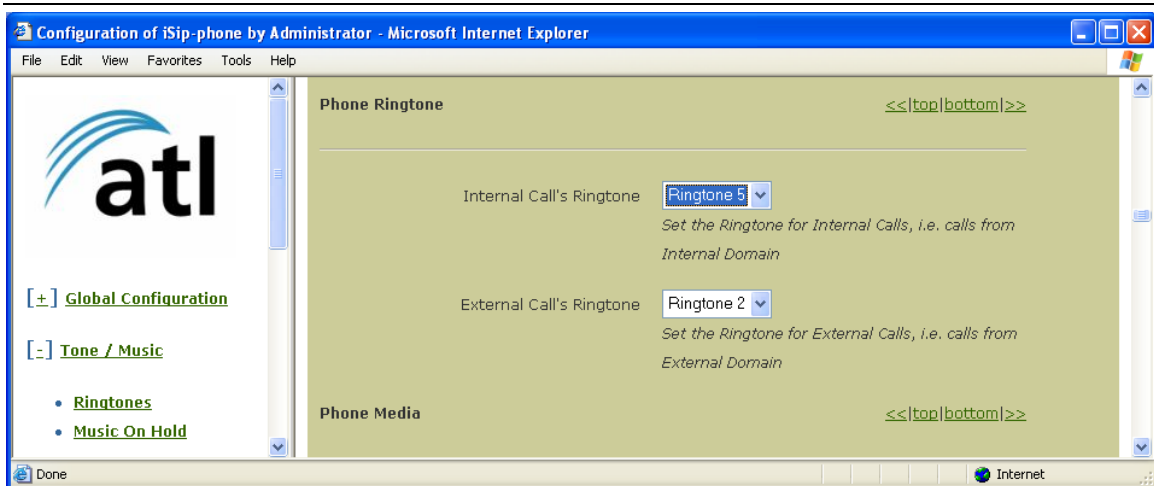 Configuration of iSip-phone by Administrator - Microsoft Internet Explorer
File Edit View Favorites Tools Help
atl
[+] Global Configuration
[-] Tone / Music
• Ringtones
• Music On Hold
Phone Ringtone <<|top|bottom|>>
Internal Call's Ringtone Ringtone 5
Set the Ringtone for Internal Calls, i.e. calls from
Internal Domain
External Call's Ringtone Ringtone 2
Set the Ringtone for External Calls, i.e. calls from
External Domain
Phone Media <<|top|bottom|>>
Done Internet